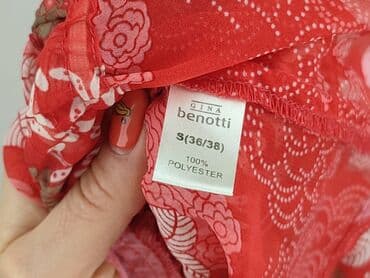 GINA
benotti
S(36/38)
100%
POLYESTER